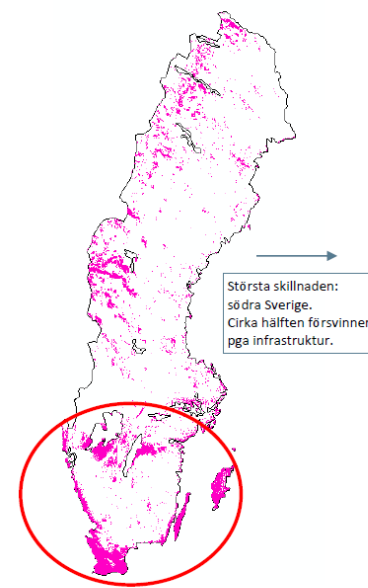 Största skillnaden:
södra Sverige.
Cirka hälften försvinner
pga infrastruktur.